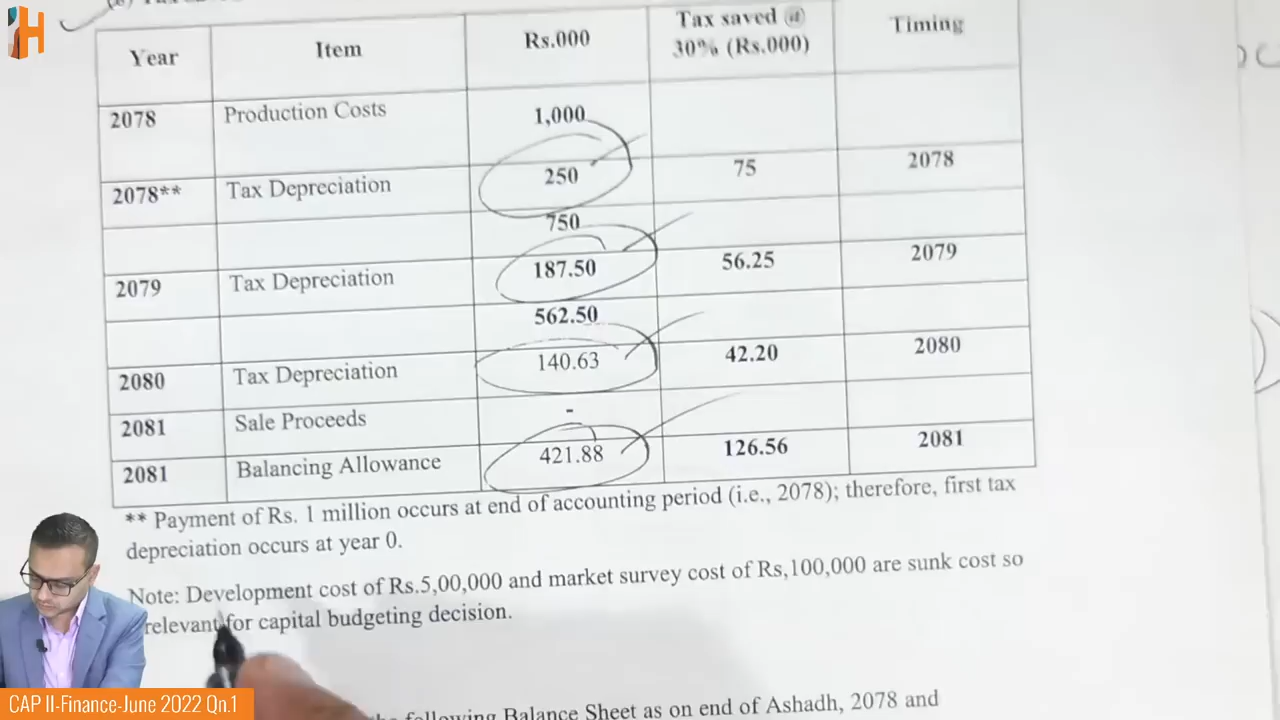 H
Year Item Rs.000 Tax saved @ 30% (Rs.000) Timing
2078 Production Costs 1,000
2078** Tax Depreciation 250 75 2078
750
2079 Tax Depreciation 187.50 56.25 2079
562.50
2080 Tax Depreciation 140.63 42.20 2080
2081 Sale Proceeds -
2081 Balancing Allowance 421.88 126.56 2081
** Payment of Rs. 1 million occurs at end of accounting period (i.e., 2078); therefore, first tax
depreciation occurs at year 0.
Note: Development cost of Rs.5,00,000 and market survey cost of Rs,100,000 are sunk cost so
relevant for capital budgeting decision.
following Balance Sheet as on end of Ashadh, 2078 and
CAP II-Finance-June 2022 Qn.1